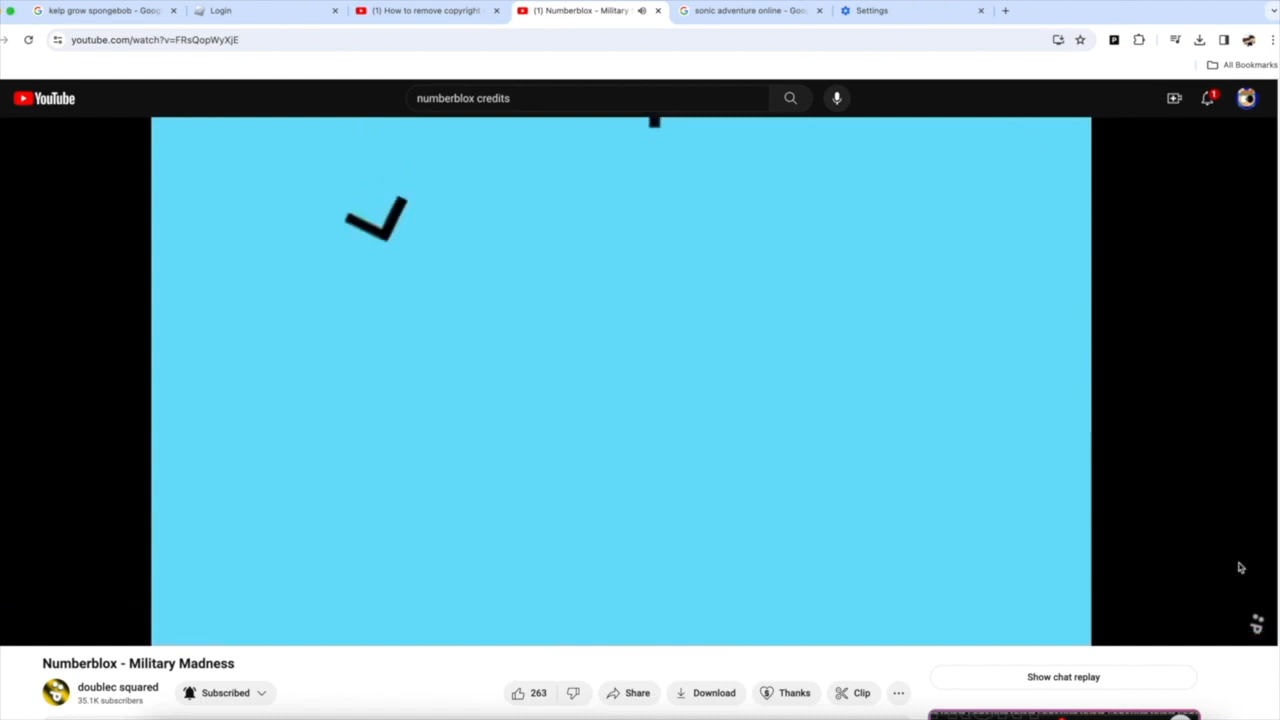 kelp grow spongebob - Goo
Login
(1) How to remove copyright
(1) Numberblox - Military
sonic adventure online - Goo
Settings
youtube.com/watch?v=FRsQopWyXjE
All Bookmarks
YouTube
numberblox credits
1
Numberblox - Military Madness
doublec squared
35.1K subscribers
Subscribed
263
Share
Download
Thanks
Clip
Show chat replay